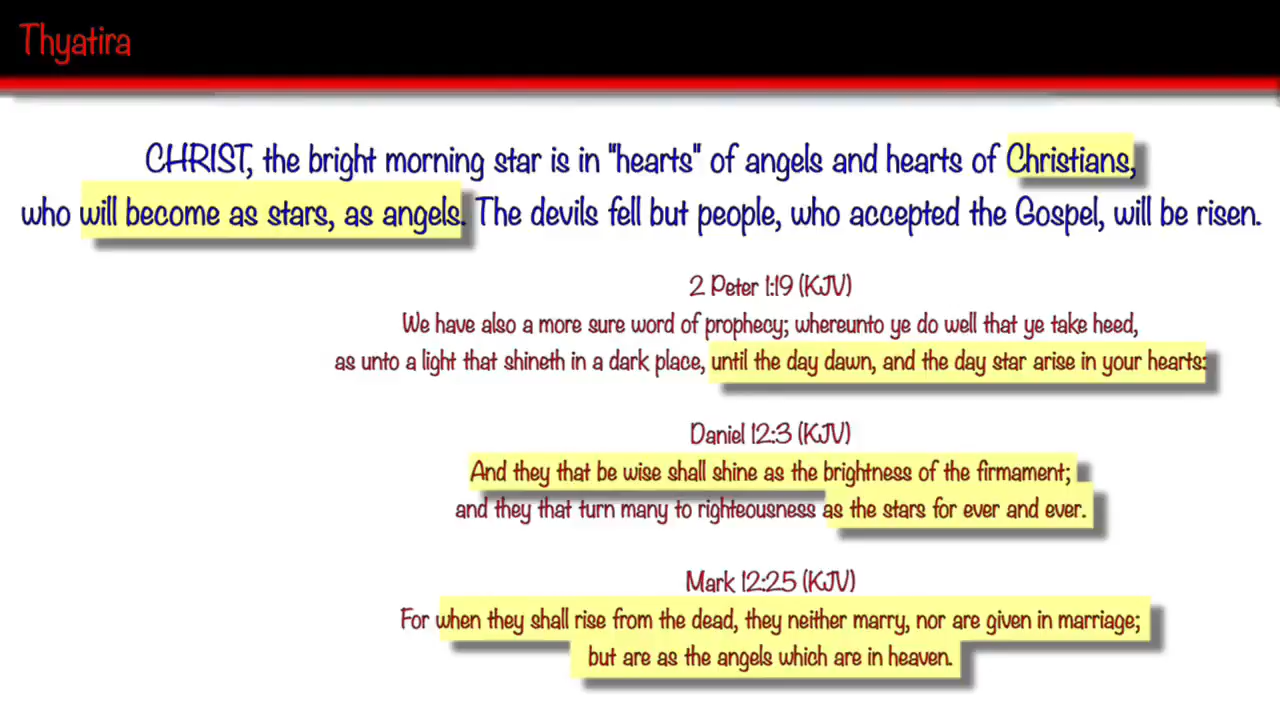 Thyatira
CHRIST, the bright morning star is in "hearts" of angels and hearts of Christians,
who will become as stars, as angels. The devils fell but people, who accepted the Gospel, will be risen.
2 Peter 1:19 (KJV)
We have also a more sure word of prophecy; whereunto ye do well that ye take heed,
as unto a light that shineth in a dark place, until the day dawn, and the day star arise in your hearts:
Daniel 12:3 (KJV)
And they that be wise shall shine as the brightness of the firmament;
and they that turn many to righteousness as the stars for ever and ever.
Mark 12:25 (KJV)
For when they shall rise from the dead, they neither marry, nor are given in marriage;
but are as the angels which are in heaven.